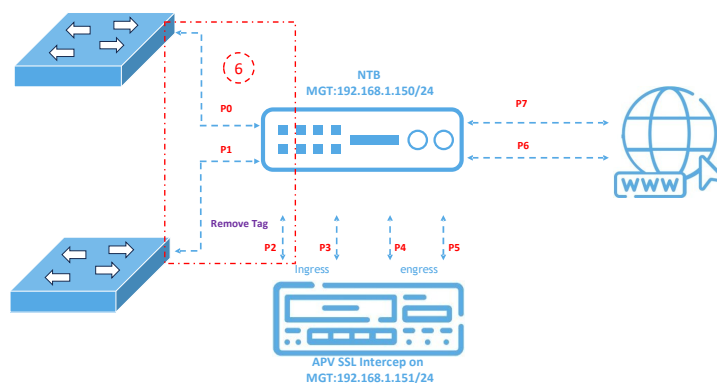 6
NTB
MGT:192.168.1.150/24
P0
P7
P1
P6
WWW
Remove Tag
P2
P3
P4
P5
Ingress
engress
APV SSL Intercep on
MGT:192.168.1.151/24